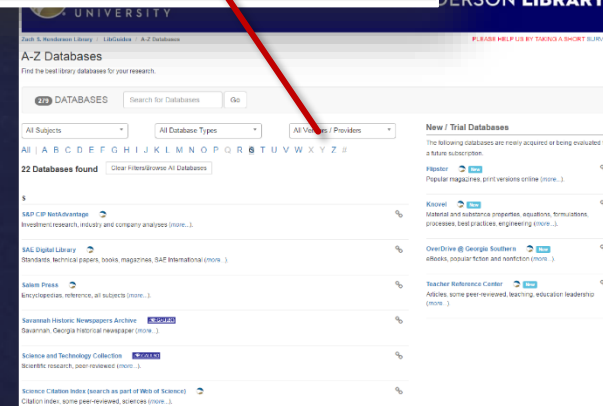 UNIVERSITY
DERSON LIBRAR
Zach S. Henderson Library / LibGuides / A-Z Databases
PLEASE HELP US BY TAKING A SHORT SURV
A-Z Databases
Find the best library databases for your research.
279 DATABASES Search for Databases Go
All Subjects All Database Types All Vendors / Providers
All | A B C D E F G H I J K L M N O P Q R S T U V W X Y Z #
22 Databases found Clear Filters/Browse All Databases
S
S&P CIP NetAdvantage
Investment research, industry and company analyses (more...).
SAE Digital Library
Standards, technical papers, books, magazines, SAE International (more...).
Salem Press
Encyclopedias, reference, all subjects (more...).
Savannah Historic Newspapers Archive
Savannah, Georgia historical newspaper (more...).
Science and Technology Collection
Scientific research, peer-reviewed (more...).
Science Citation Index (search as part of Web of Science)
Citation index, some peer-reviewed, sciences (more...).
New / Trial Databases
The following databases are newly acquired or being evaluated
a future subscription.
Flipster New
Popular magazines, print versions online (more...).
Knovel New
Material and substance properties, equations, formulations,
processes, best practices, engineering (more...).
OverDrive @ Georgia Southern New
eBooks, popular fiction and nonfiction (more...).
Teacher Reference Center New
Articles, some peer-reviewed, teaching, education leadership
(more...).